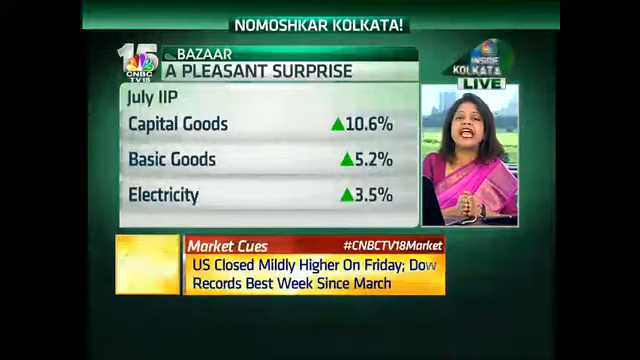 NOMOSHKAR KOLKATA!
15
CNBC
TV18
BAZAAR
A PLEASANT SURPRISE
INSIDE
KOLKATA
LIVE
July IIP
Capital Goods ▲10.6%
Basic Goods ▲5.2%
Electricity ▲3.5%
Market Cues #CNBCTV18Market
US Closed Mildly Higher On Friday; Dow
Records Best Week Since March